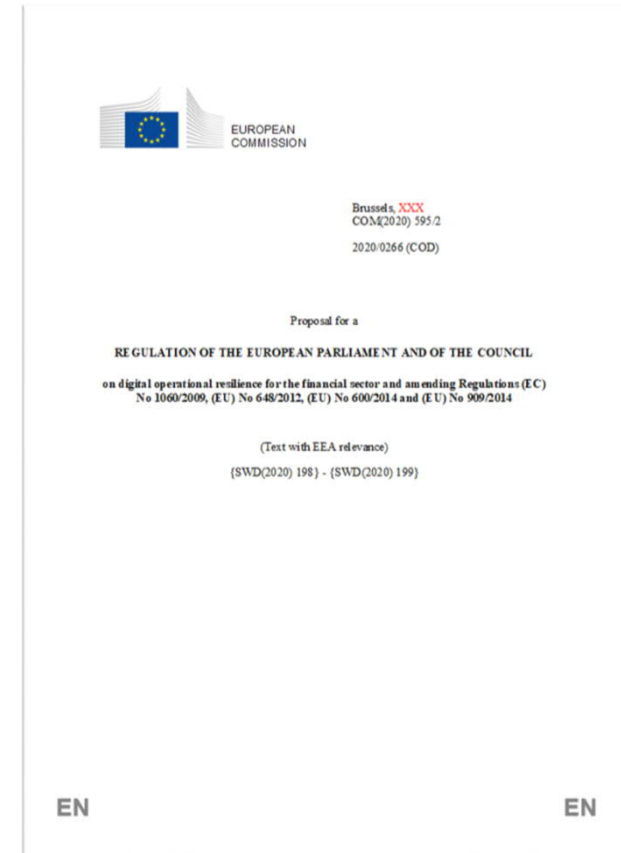 EUROPEAN
COMMISSION
Brussels, XXX
COM(2020) 595/2
2020/0266 (COD)
Proposal for a
REGULATION OF THE EUROPEAN PARLIAMENT AND OF THE COUNCIL
on digital operational resilience for the financial sector and amending Regulations (EC)
No 1060/2009, (EU) No 648/2012, (EU) No 600/2014 and (EU) No 909/2014
(Text with EEA relevance)
{SWD(2020) 198} - {SWD(2020) 199}
EN EN